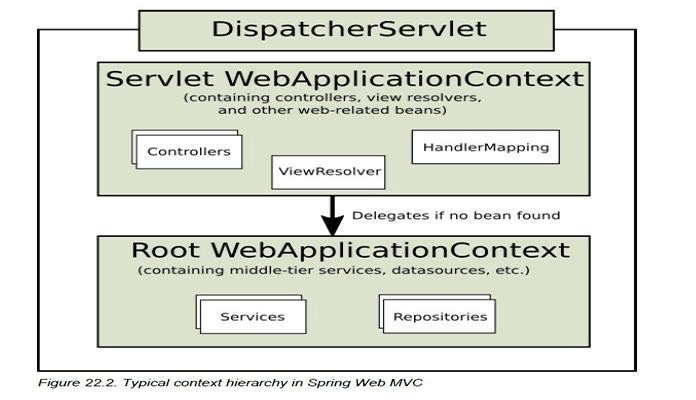 DispatcherServlet
Servlet WebApplicationContext
(containing controllers, view resolvers,
and other web-related beans)
Controllers
HandlerMapping
ViewResolver
Delegates if no bean found
Root WebApplicationContext
(containing middle-tier services, datasources, etc.)
Services
Repositories
Figure 22.2. Typical context hierarchy in Spring Web MVC